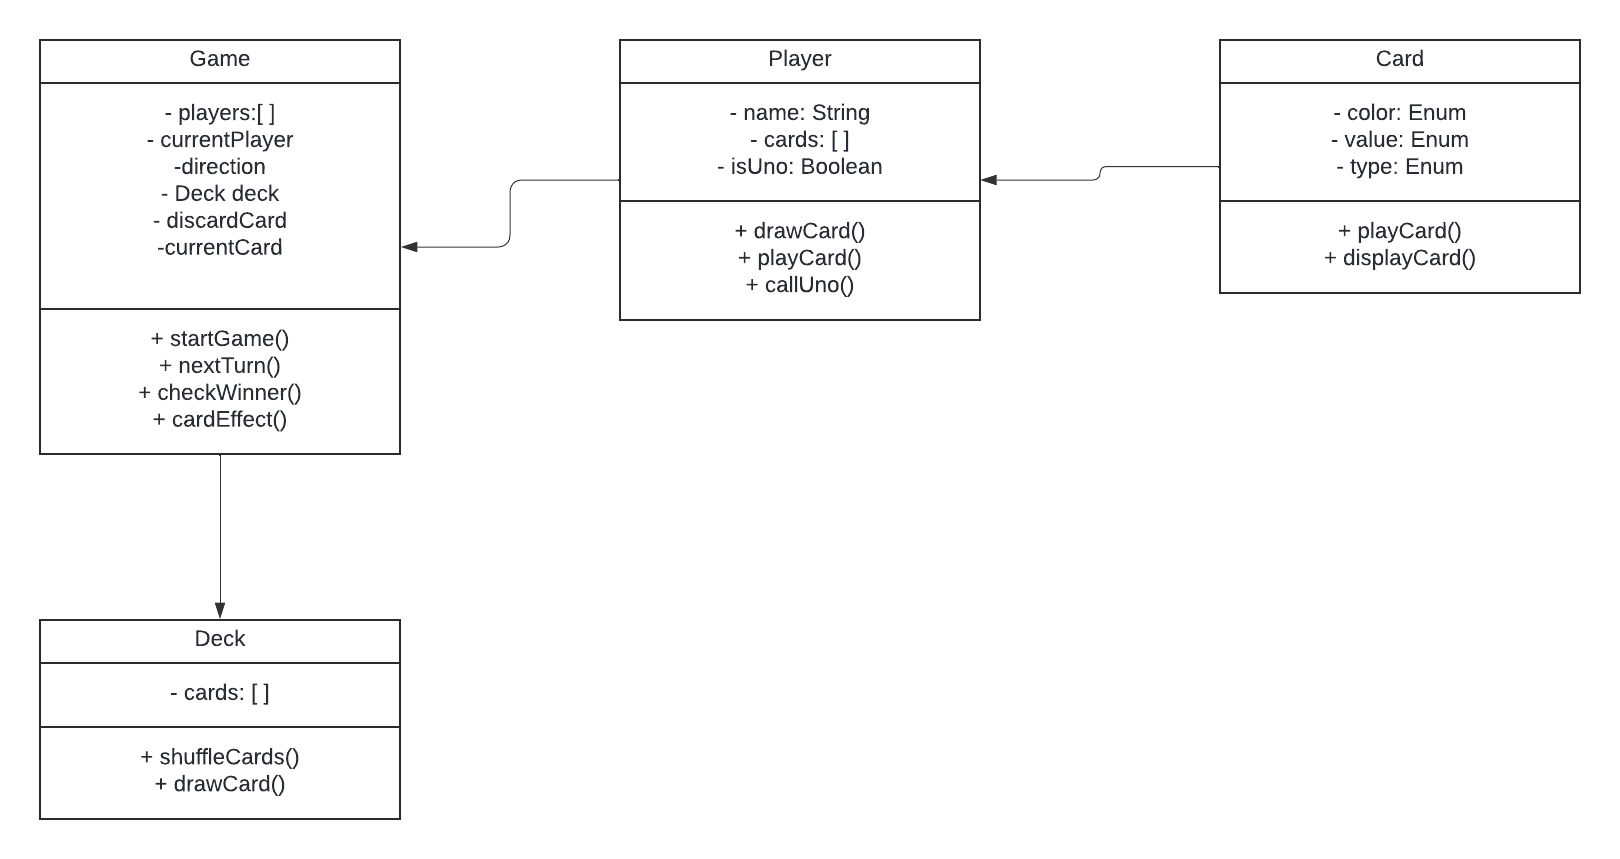 Game
- players:[ ]
- currentPlayer
-direction
- Deck deck
- discardCard
-currentCard
+ startGame()
+ nextTurn()
+ checkWinner()
+ cardEffect()
Player
- name: String
- cards: [ ]
- isUno: Boolean
+ drawCard()
+ playCard()
+ callUno()
Card
- color: Enum
- value: Enum
- type: Enum
+ playCard()
+ displayCard()
Deck
- cards: [ ]
+ shuffleCards()
+ drawCard()